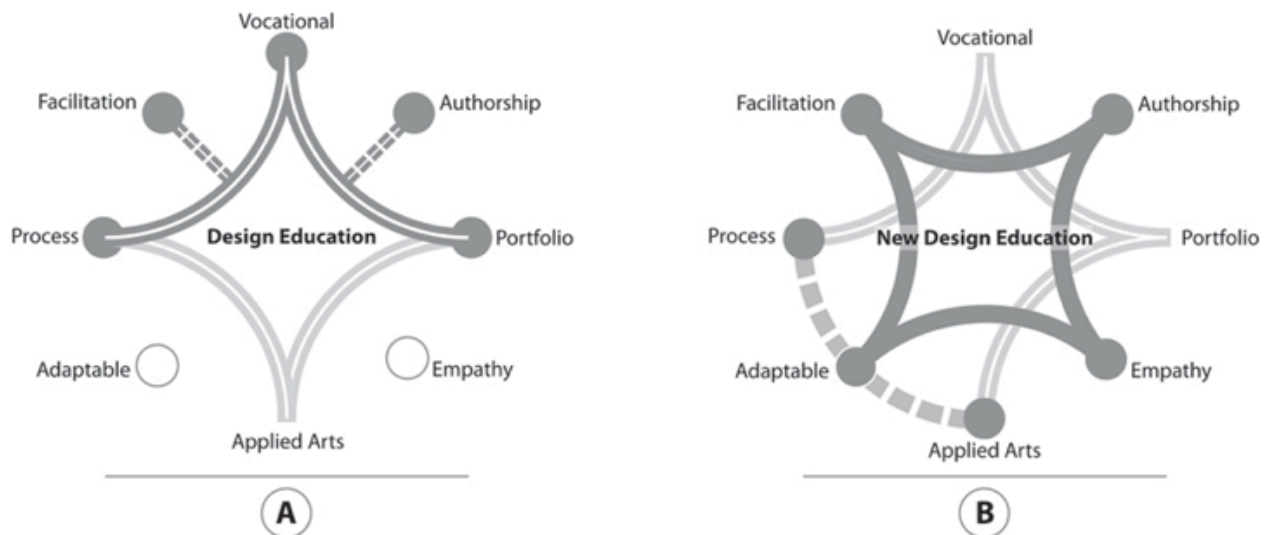 Vocational
Facilitation
Authorship
Process
Design Education
Portfolio
Adaptable
Empathy
Applied Arts
A
Vocational
Facilitation
Authorship
Process
New Design Education
Portfolio
Adaptable
Empathy
Applied Arts
B